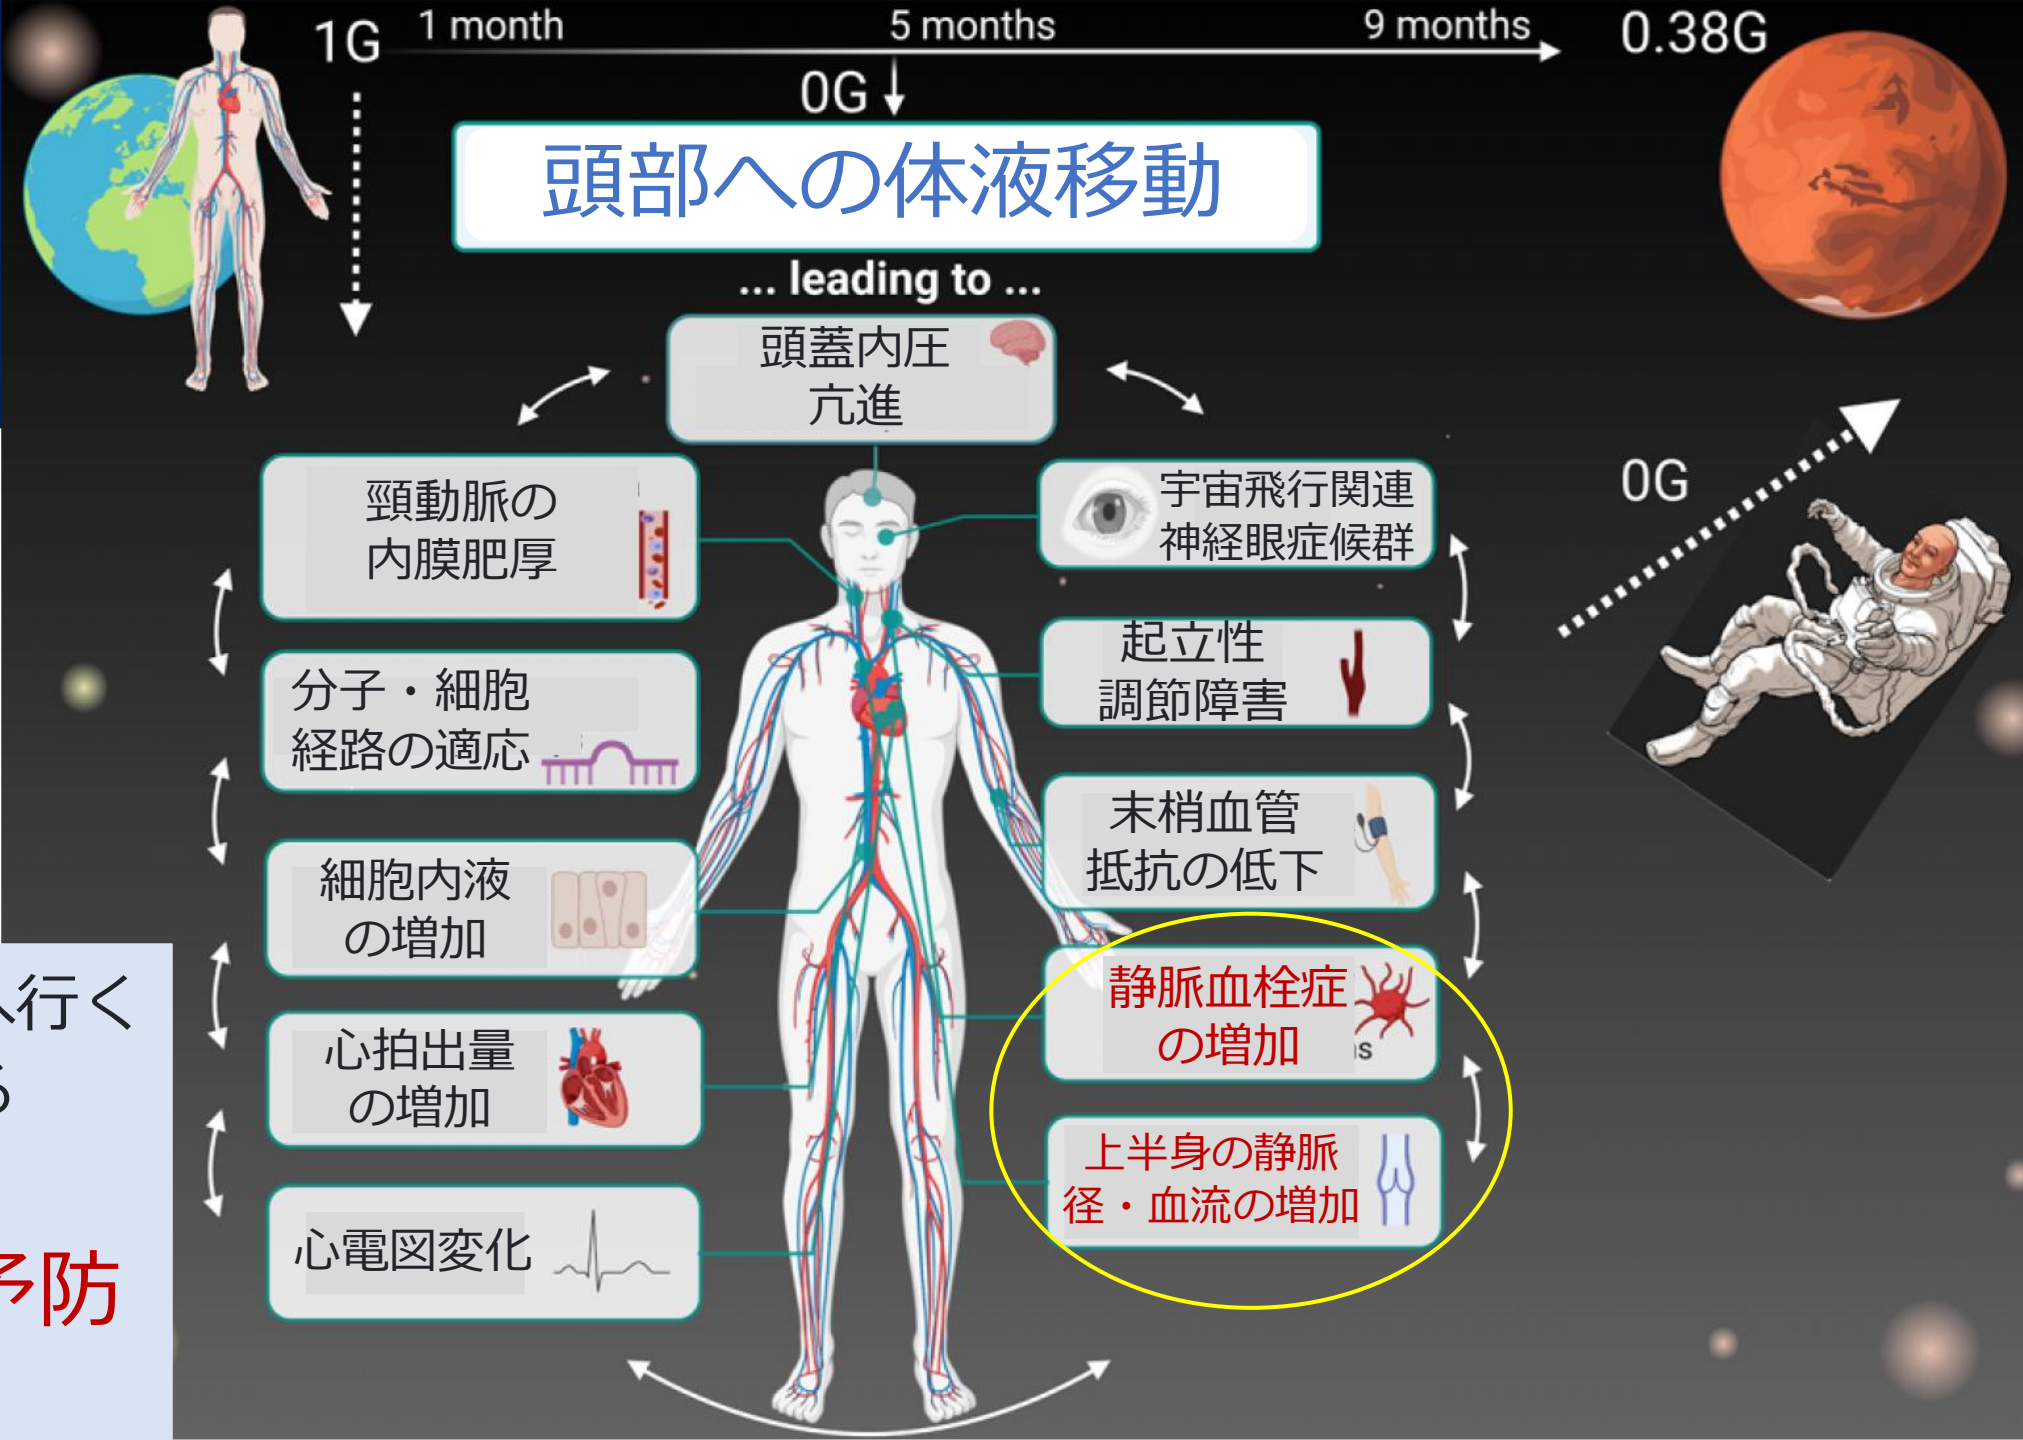 1G
1 month
5 months
9 months
0.38G
0G
頭部への体液移動
... leading to ...
頭蓋内圧
亢進
頸動脈の
内膜肥厚
宇宙飛行関連
神経眼症候群
0G
分子・細胞
経路の適応
起立性
調節障害
細胞内液
の増加
末梢血管
抵抗の低下
心拍出量
の増加
静脈血栓症
の増加
心電図変化
上半身の静脈
径・血流の増加
へ行く
る
予防